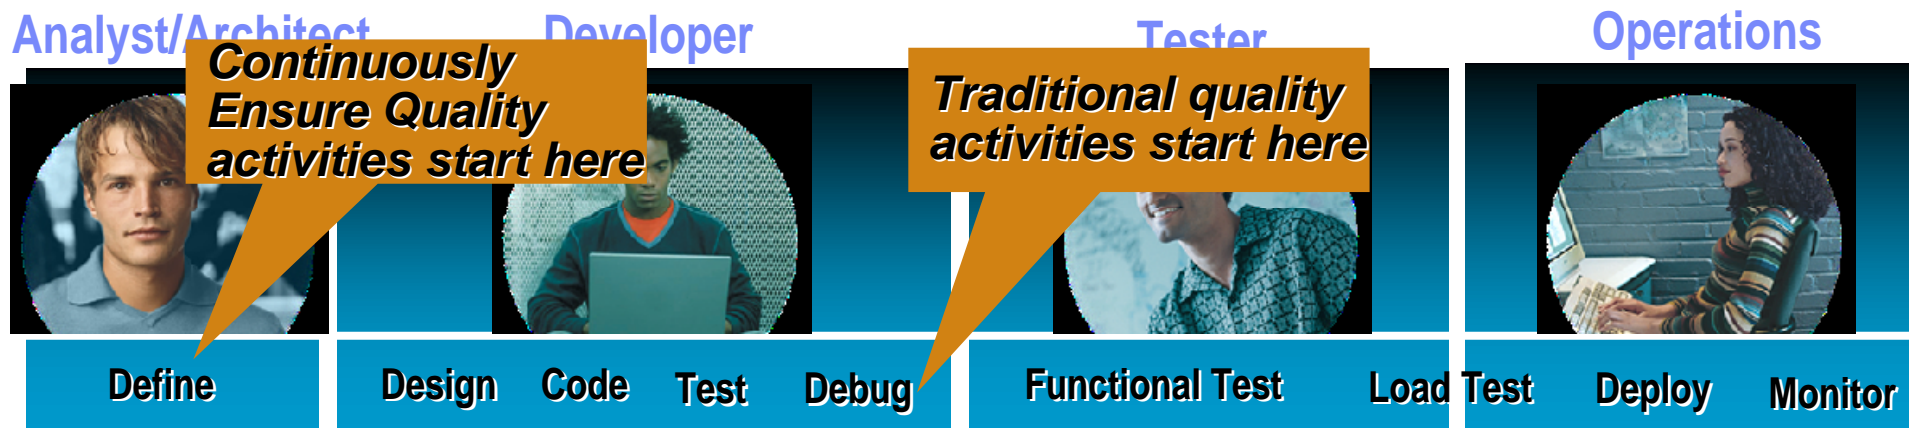 Analyst/Architect
Developer
Tester
Operations
Continuously
Ensure Quality
activities start here
Traditional quality
activities start here
Define
Design
Code
Test
Debug
Functional Test
Load Test
Deploy
Monitor